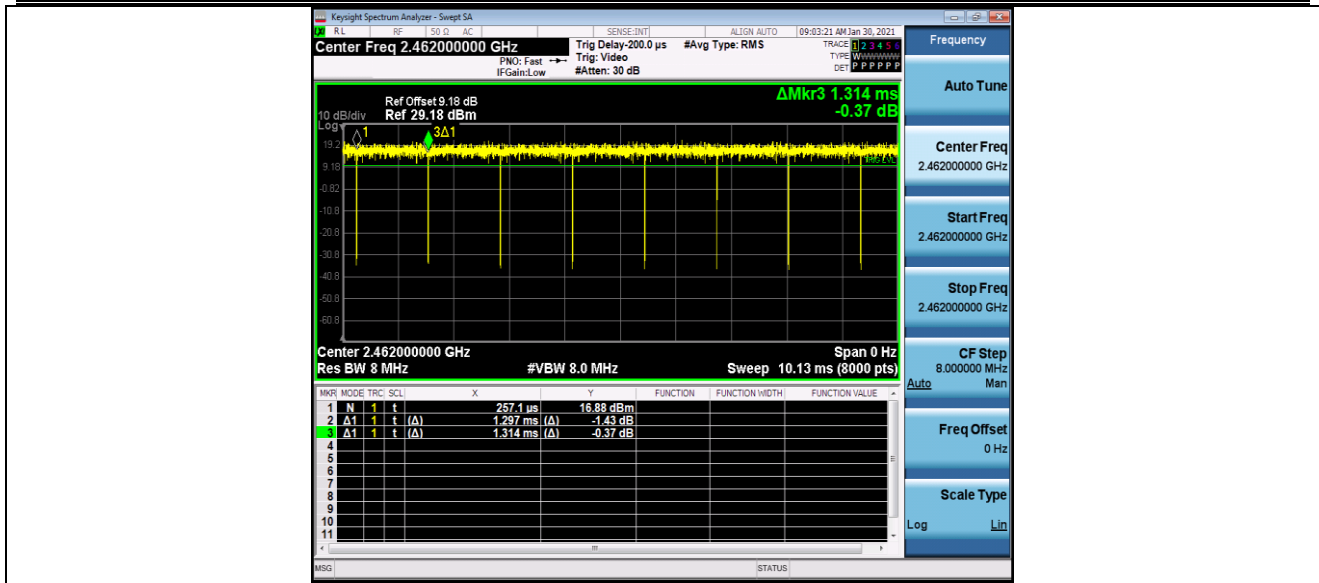 Keysight Spectrum Analyzer - Swept SA
RL RF 50 Ω AC SENSE:INT ALIGN AUTO 09:03:21 AM Jan 30, 2021
Center Freq 2.462000000 GHz
PNO: Fast
IFGain:Low
Trig Delay-200.0 µs
Trig: Video
#Atten: 30 dB
#Avg Type: RMS
TRACE 1 2 3 4 5 6
TYPE W
DET P P P P P P
ΔMkr3 1.314 ms
-0.37 dB
Ref Offset 9.18 dB
10 dB/div Ref 29.18 dBm
Log
1
3Δ1
19.2
9.18
-0.82
-10.8
-20.8
-30.8
-40.8
-50.8
-60.8
TRIG LVL
Center 2.462000000 GHz Span 0 Hz
Res BW 8 MHz #VBW 8.0 MHz Sweep 10.13 ms (8000 pts)
MKR MODE TRC SCL X Y FUNCTION FUNCTION WIDTH FUNCTION VALUE
1 N 1 t 257.1 µs 16.88 dBm
2 Δ1 1 t (Δ) 1.297 ms (Δ) -1.43 dB
3 Δ1 1 t (Δ) 1.314 ms (Δ) -0.37 dB
4
5
6
7
8
9
10
11
MSG STATUS
Frequency
Auto Tune
Center Freq
2.462000000 GHz
Start Freq
2.462000000 GHz
Stop Freq
2.462000000 GHz
CF Step
8.000000 MHz
Auto Man
Freq Offset
0 Hz
Scale Type
Log Lin